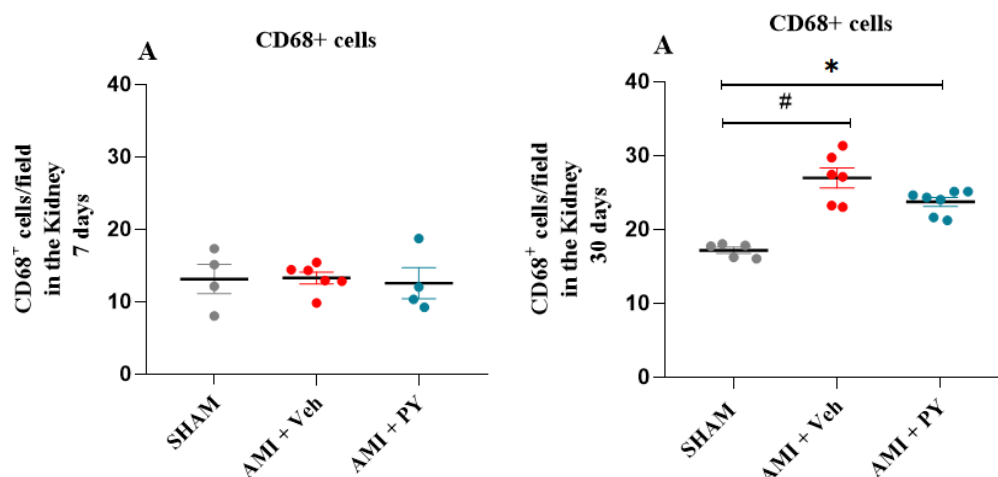 A
CD68+ cells
CD68+ cells/field
in the Kidney
7 days
40
30
20
10
0
SHAM
AMI + Veh
AMI + PY
A
CD68+ cells
*
#
CD68+ cells/field
in the Kidney
30 days
40
30
20
10
0
SHAM
AMI + Veh
AMI + PY